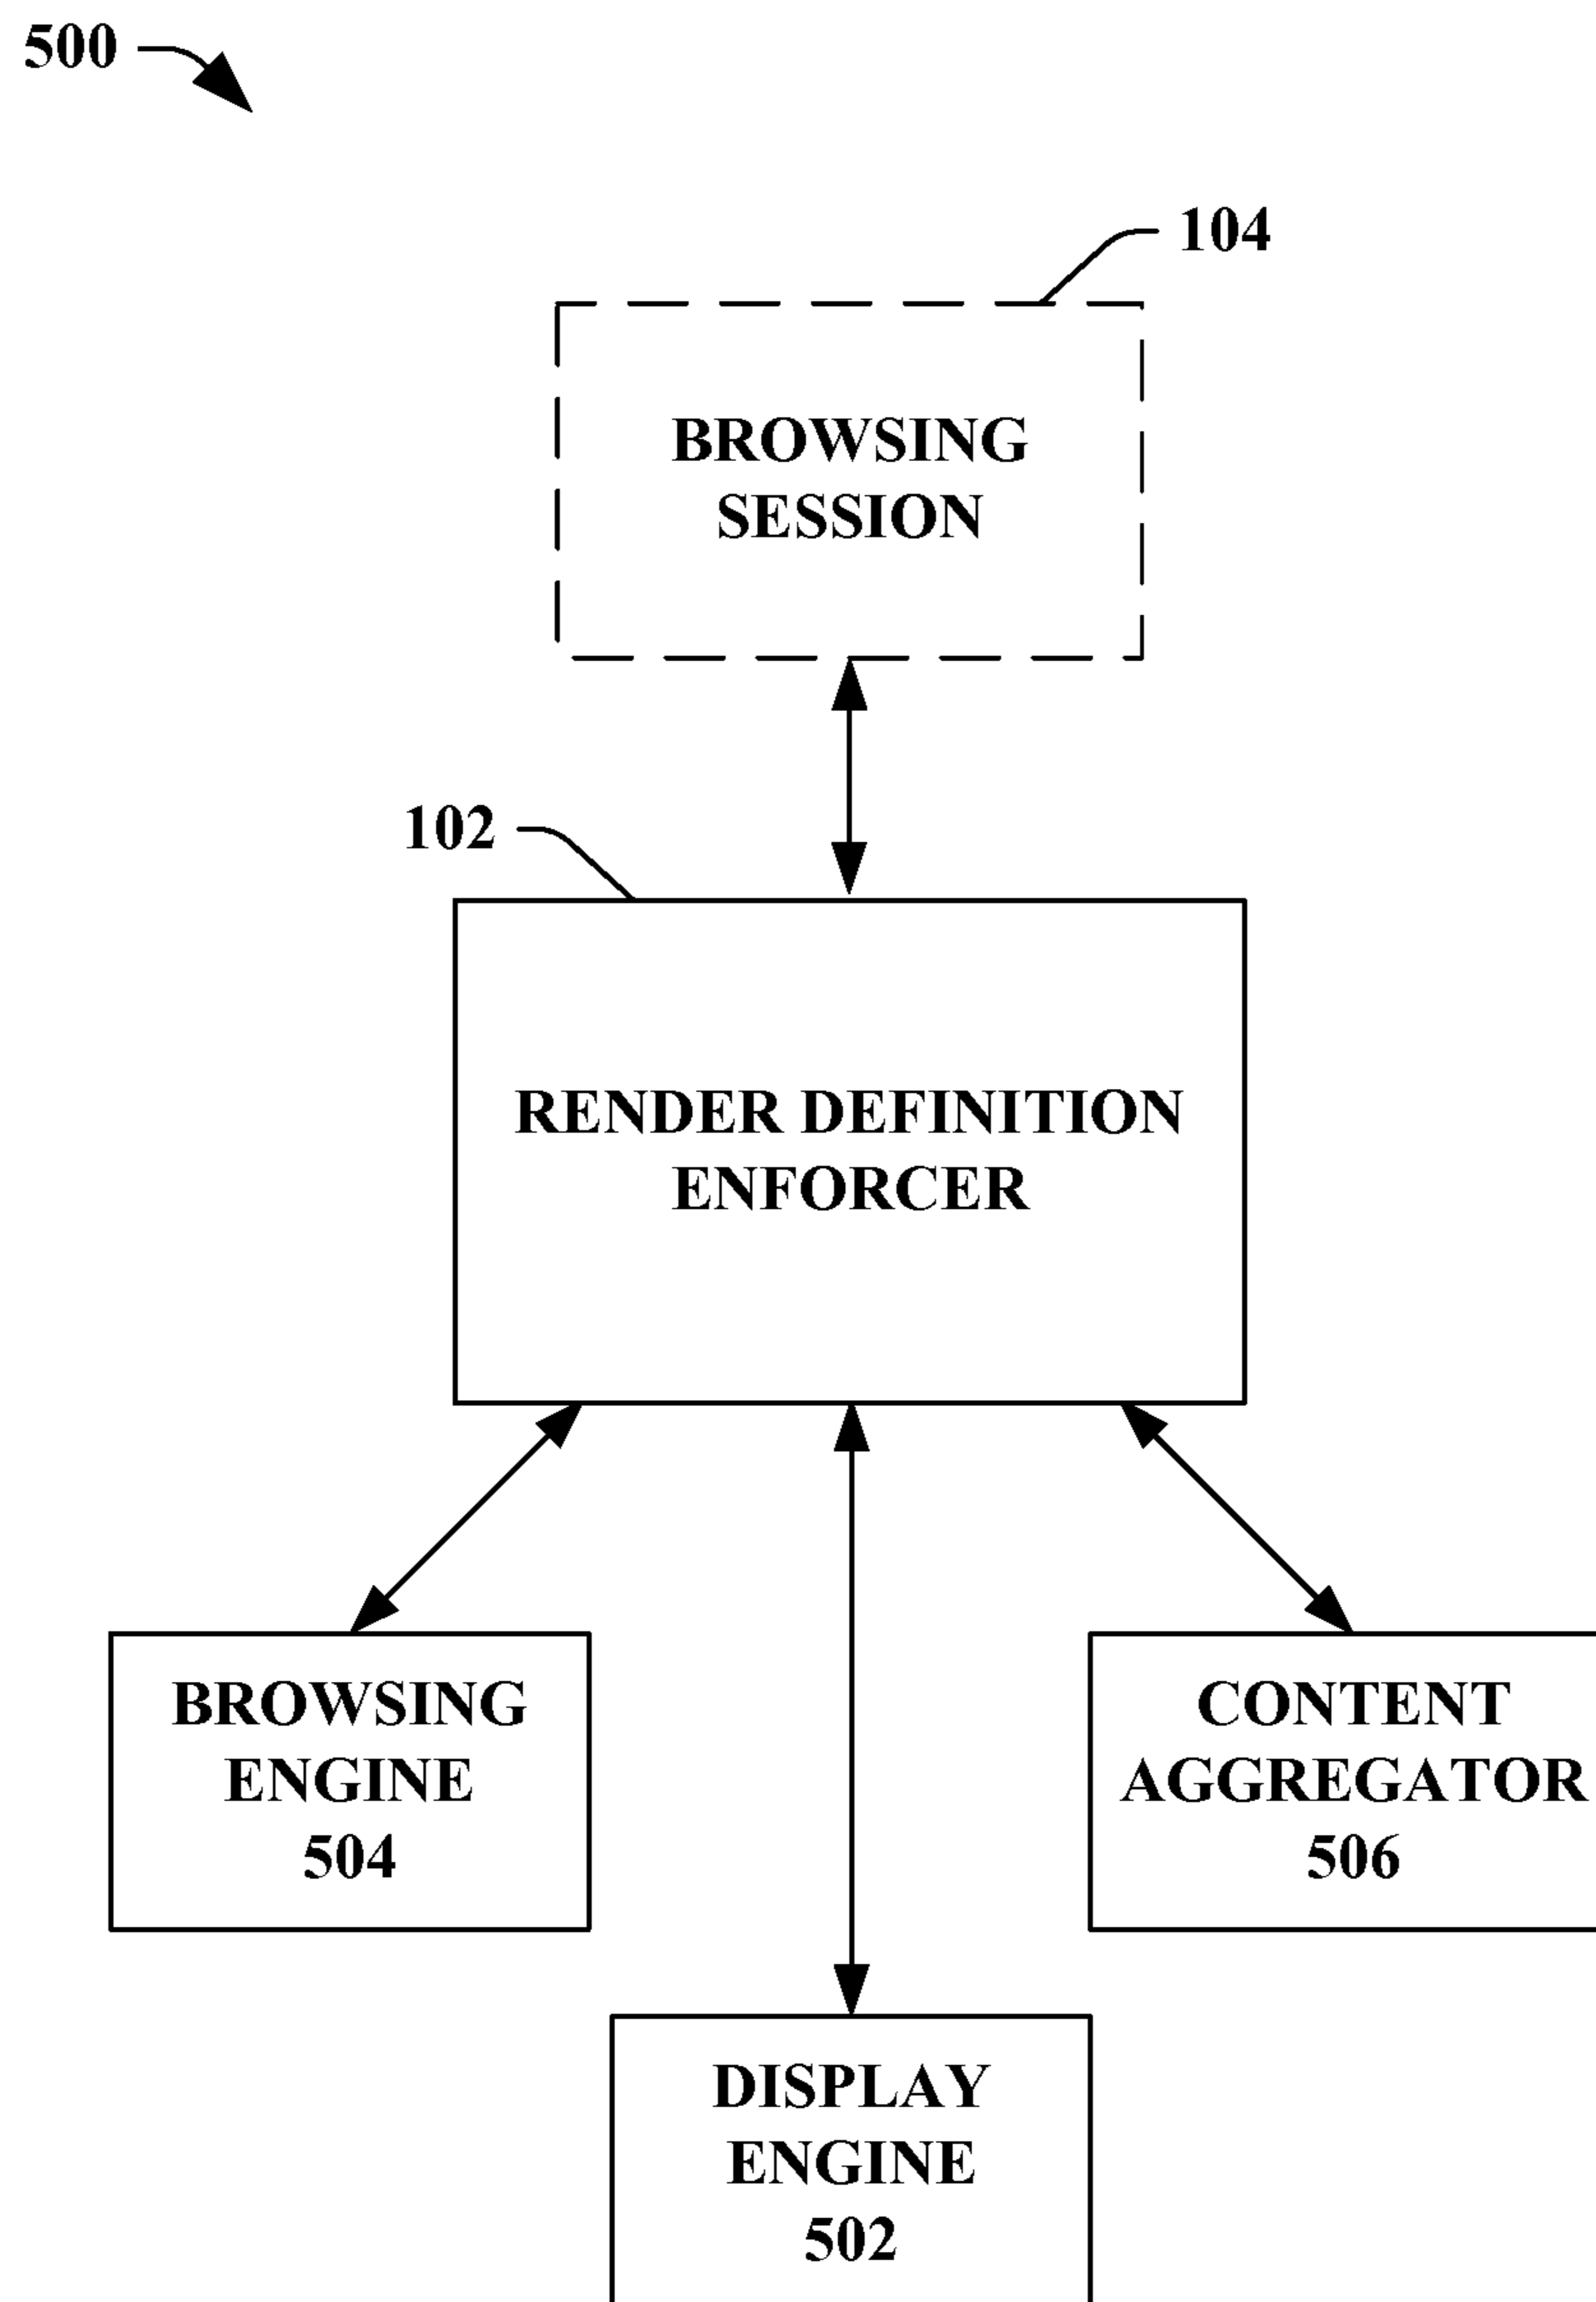 500
104
BROWSING
SESSION
102
RENDER DEFINITION
ENFORCER
BROWSING
ENGINE
504
CONTENT
AGGREGATOR
506
DISPLAY
ENGINE
502